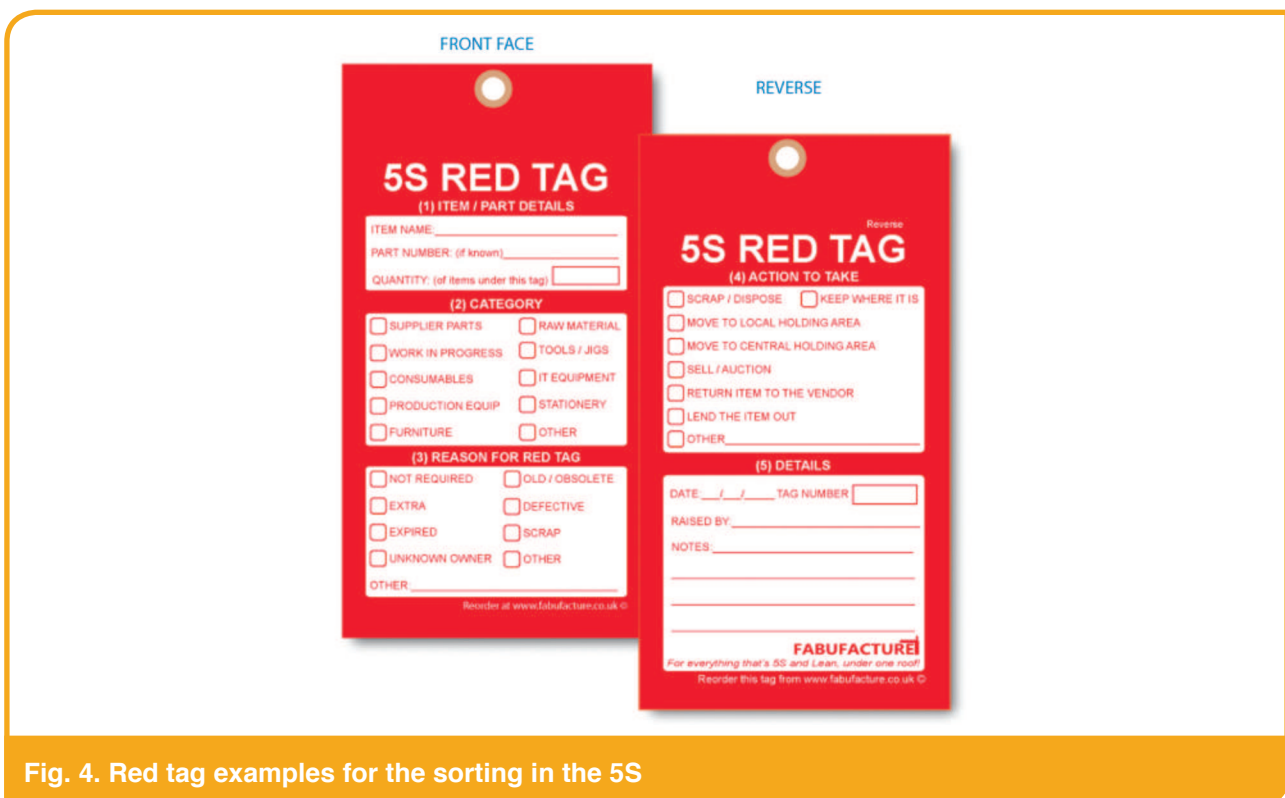 FRONT FACE
5S RED TAG
(1) ITEM / PART DETAILS
ITEM NAME:
PART NUMBER: (if known)
QUANTITY: (of items under this tag)
(2) CATEGORY
SUPPLIER PARTS RAW MATERIAL
WORK IN PROGRESS TOOLS / JIGS
CONSUMABLES IT EQUIPMENT
PRODUCTION EQUIP STATIONERY
FURNITURE OTHER
(3) REASON FOR RED TAG
NOT REQUIRED OLD / OBSOLETE
EXTRA DEFECTIVE
EXPIRED SCRAP
UNKNOWN OWNER OTHER
OTHER:
Reorder at www.fabufacture.co.uk ©
REVERSE
Reverse
5S RED TAG
(4) ACTION TO TAKE
SCRAP / DISPOSE KEEP WHERE IT IS
MOVE TO LOCAL HOLDING AREA
MOVE TO CENTRAL HOLDING AREA
SELL / AUCTION
RETURN ITEM TO THE VENDOR
LEND THE ITEM OUT
OTHER
(5) DETAILS
DATE:__/__/____ TAG NUMBER
RAISED BY:
NOTES:
FABUFACTURE
For everything that's 5S and Lean, under one roof!
Reorder this tag from www.fabufacture.co.uk ©
Fig. 4. Red tag examples for the sorting in the 5S